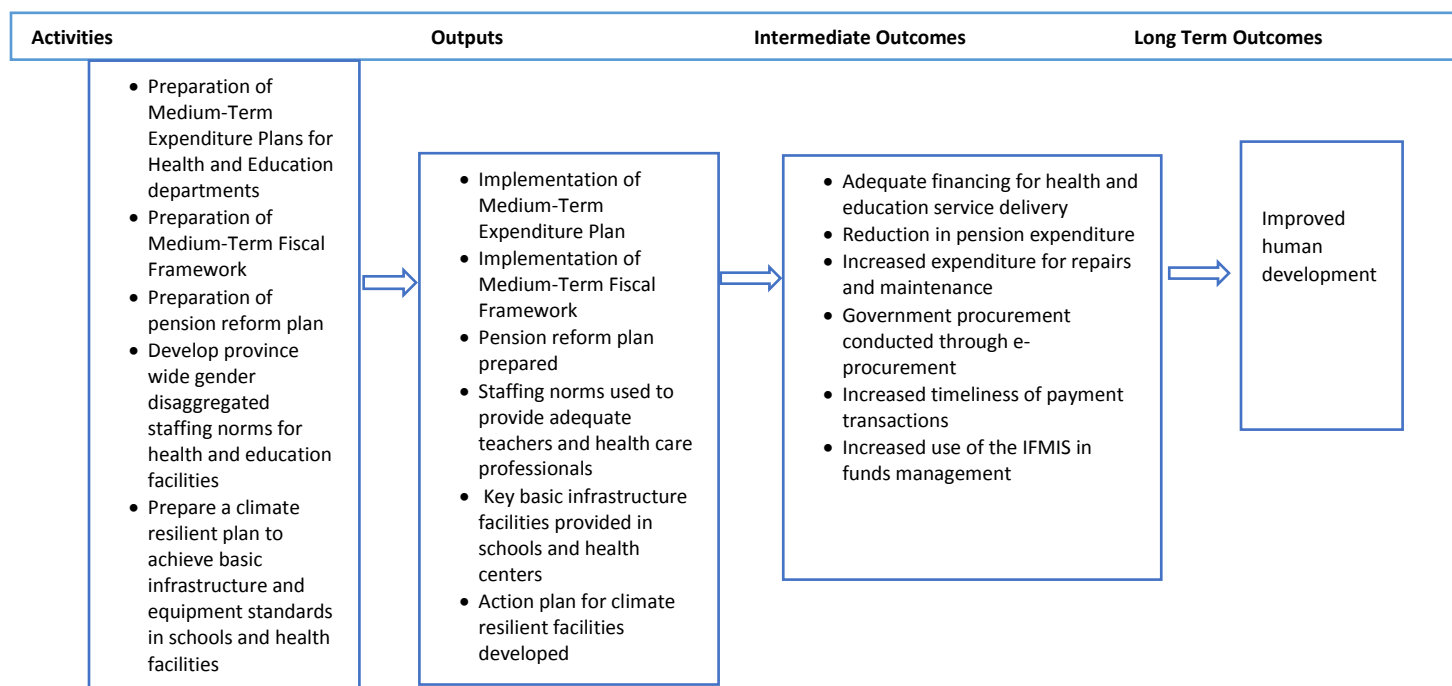 Activities Outputs Intermediate Outcomes Long Term Outcomes
• Preparation of
Medium-Term
Expenditure Plans for
Health and Education
departments
• Preparation of
Medium-Term Fiscal
Framework
• Preparation of
pension reform plan
• Develop province
wide gender
disaggregated
staffing norms for
health and education
facilities
• Prepare a climate
resilient plan to
achieve basic
infrastructure and
equipment standards
in schools and health
facilities
• Implementation of
Medium-Term
Expenditure Plan
• Implementation of
Medium-Term Fiscal
Framework
• Pension reform plan
prepared
• Staffing norms used to
provide adequate
teachers and health care
professionals
• Key basic infrastructure
facilities provided in
schools and health
centers
• Action plan for climate
resilient facilities
developed
• Adequate financing for health and
education service delivery
• Reduction in pension expenditure
• Increased expenditure for repairs
and maintenance
• Government procurement
conducted through e-
procurement
• Increased timeliness of payment
transactions
• Increased use of the IFMIS in
funds management
Improved
human
development